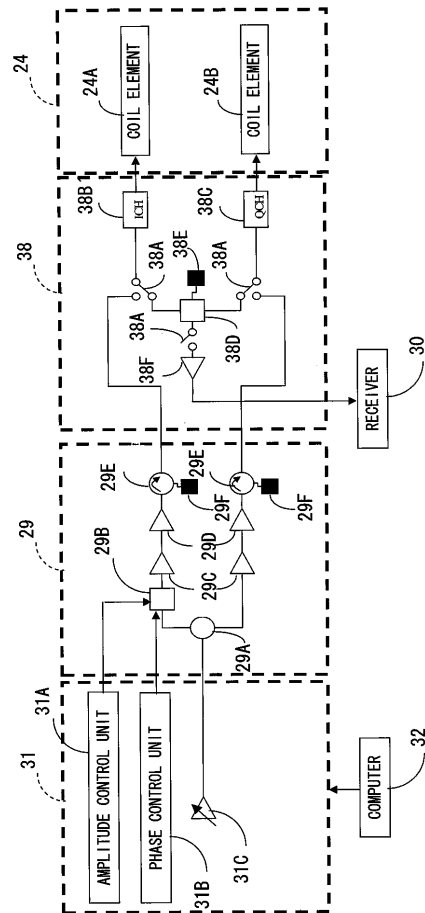 31
31A
AMPLITUDE CONTROL UNIT
PHASE CONTROL UNIT
31B
31C
COMPUTER
32
29
29B
29A
29C
29D
29E
29F
29E
29F
38
38F
38A
38D
38E
38A
38A
38B
ICH
38C
QCH
RECEIVER
30
24
24A
COIL ELEMENT
24B
COIL ELEMENT